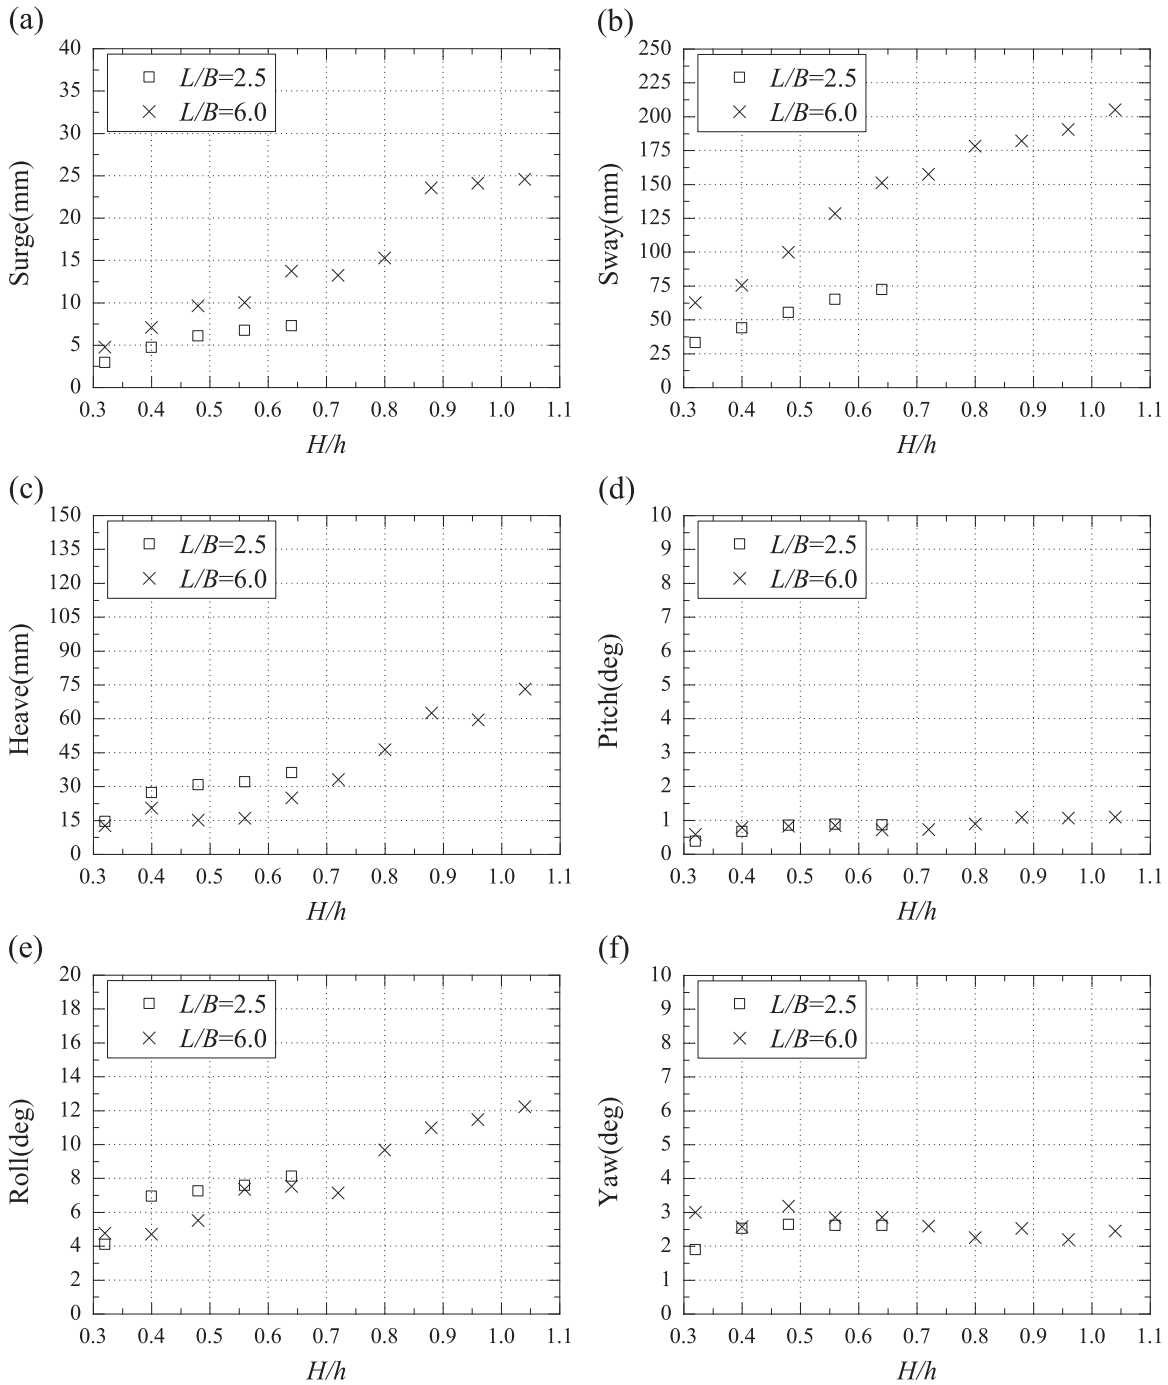 (a)
40
35
30
25
20
15
10
5
0
Surge(mm)
L/B=2.5
L/B=6.0
0.3 0.4 0.5 0.6 0.7 0.8 0.9 1.0 1.1
H/h
(b)
250
225
200
175
150
125
100
75
50
25
0
Sway(mm)
L/B=2.5
L/B=6.0
0.3 0.4 0.5 0.6 0.7 0.8 0.9 1.0 1.1
H/h
(c)
150
135
120
105
90
75
60
45
30
15
0
Heave(mm)
L/B=2.5
L/B=6.0
0.3 0.4 0.5 0.6 0.7 0.8 0.9 1.0 1.1
H/h
(d)
10
9
8
7
6
5
4
3
2
1
0
Pitch(deg)
L/B=2.5
L/B=6.0
0.3 0.4 0.5 0.6 0.7 0.8 0.9 1.0 1.1
H/h
(e)
20
18
16
14
12
10
8
6
4
2
0
Roll(deg)
L/B=2.5
L/B=6.0
0.3 0.4 0.5 0.6 0.7 0.8 0.9 1.0 1.1
H/h
(f)
10
9
8
7
6
5
4
3
2
1
0
Yaw(deg)
L/B=2.5
L/B=6.0
0.3 0.4 0.5 0.6 0.7 0.8 0.9 1.0 1.1
H/h